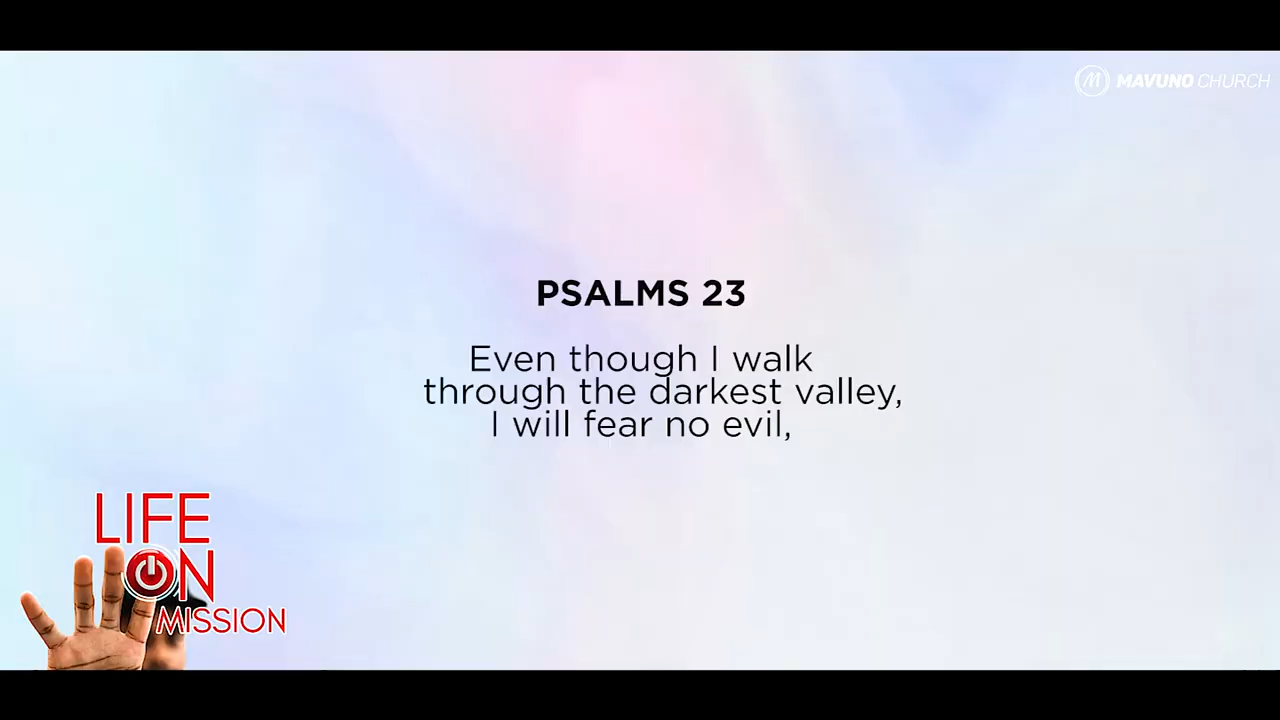 MAVUNO CHURCH
PSALMS 23
Even though I walk
through the darkest valley,
I will fear no evil,
LIFE
ON
MISSION